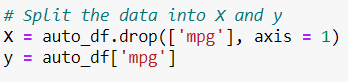 # Split the data into X and y
X = auto_df.drop(['mpg'], axis = 1)
y = auto_df['mpg']